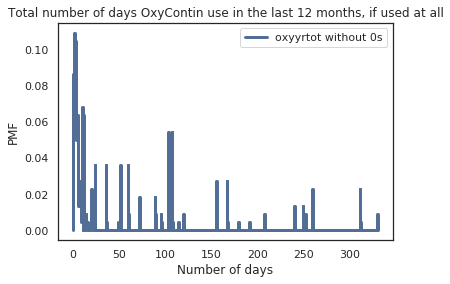 Total number of days OxyContin use in the last 12 months, if used at all
oxyyrtot without 0s
0.10
0.08
0.06
0.04
0.02
0.00
PMF
0 50 100 150 200 250 300
Number of days